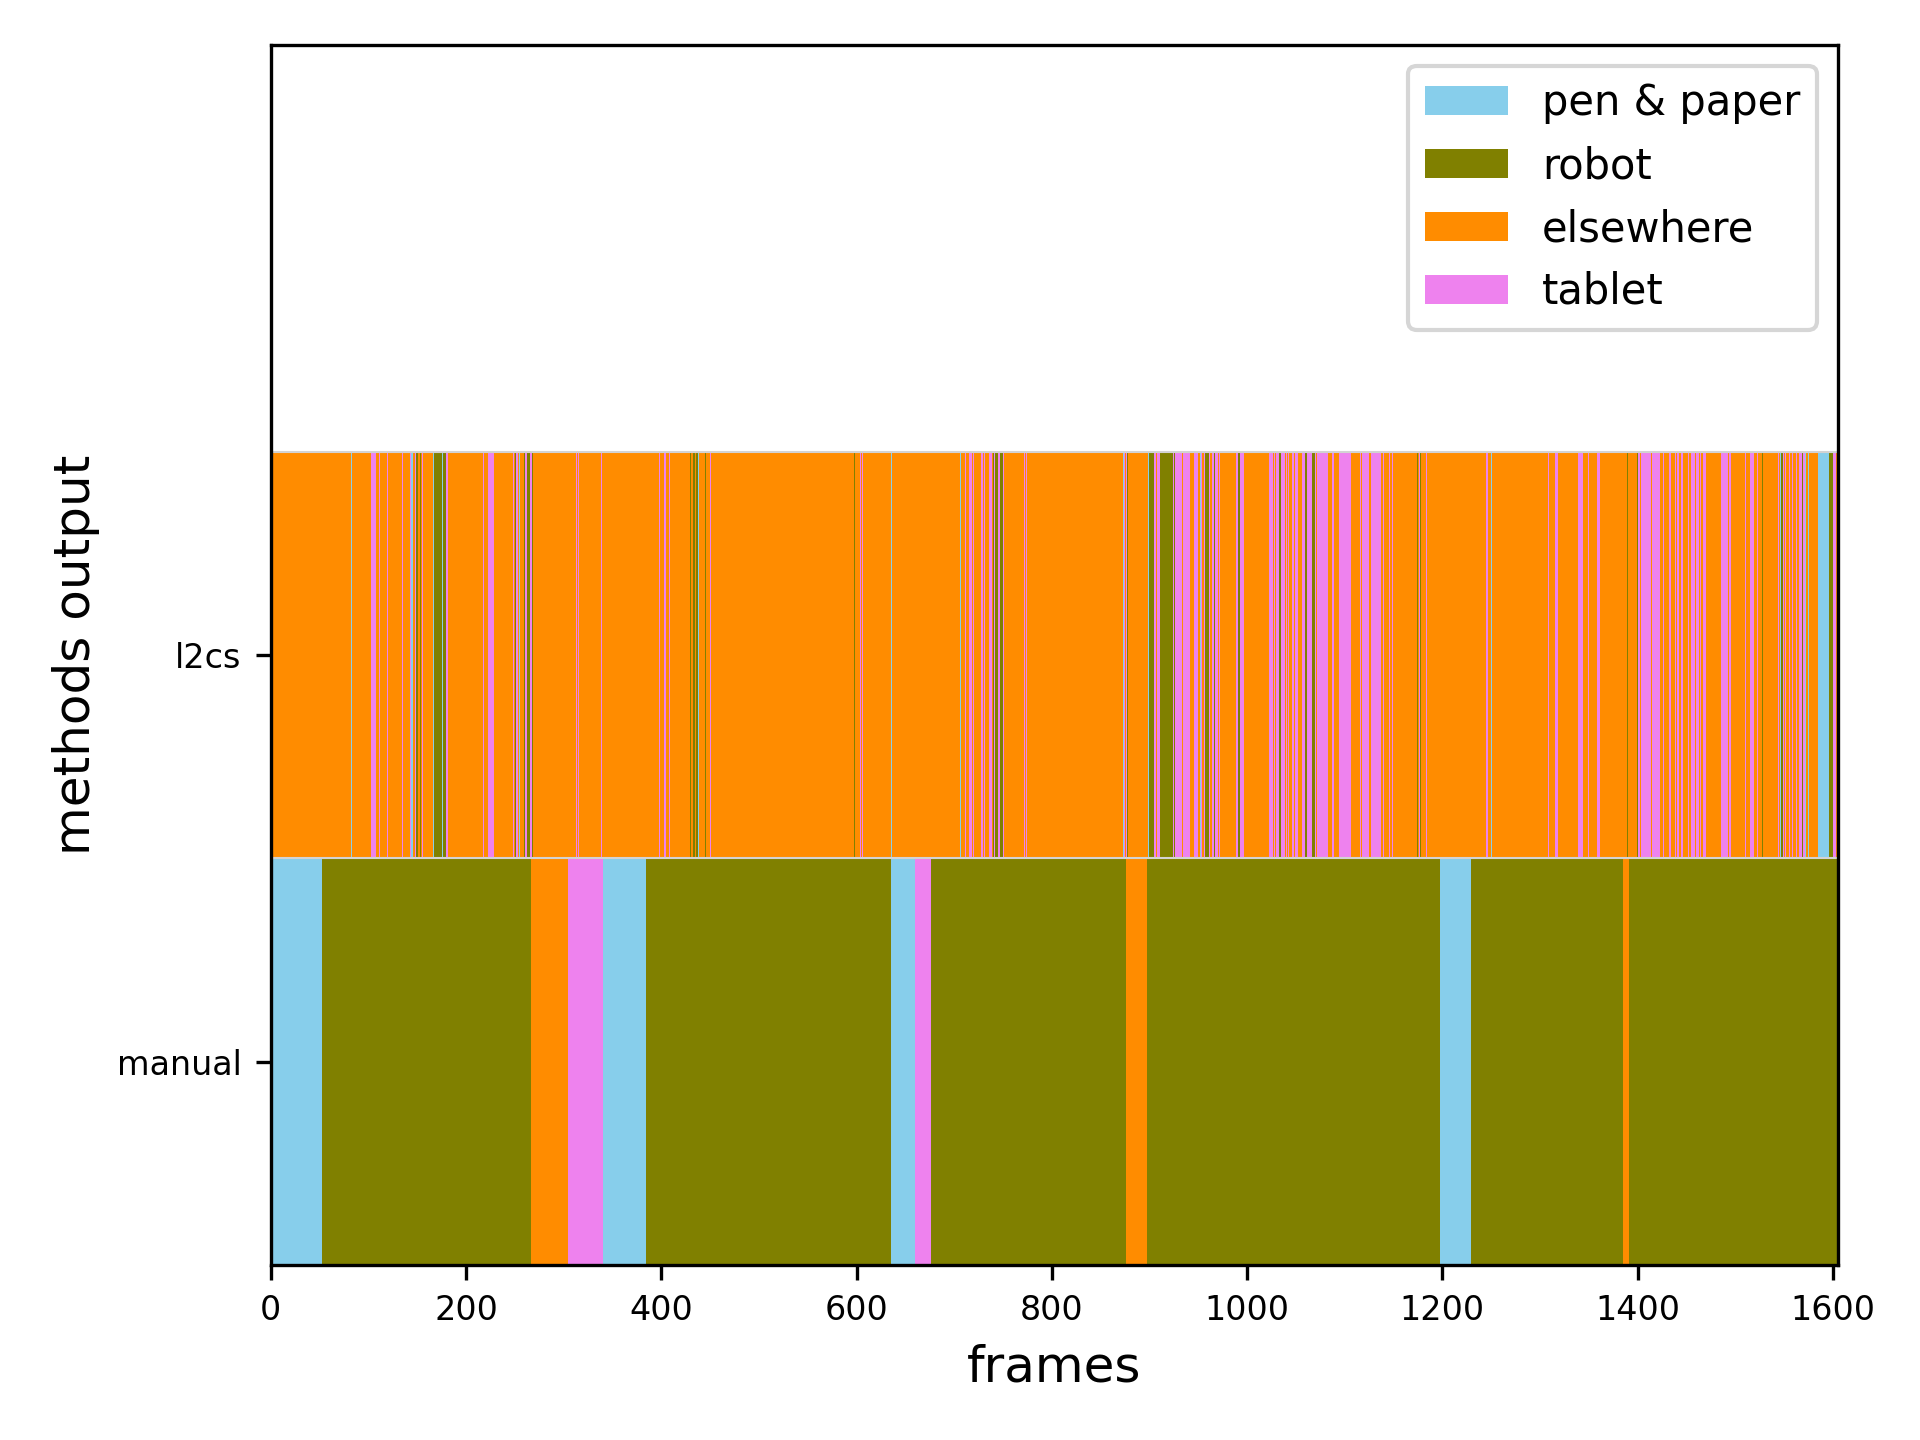 pen & paper
robot
elsewhere
tablet
methods output
l2cs
manual
0 200 400 600 800 1000 1200 1400 1600
frames